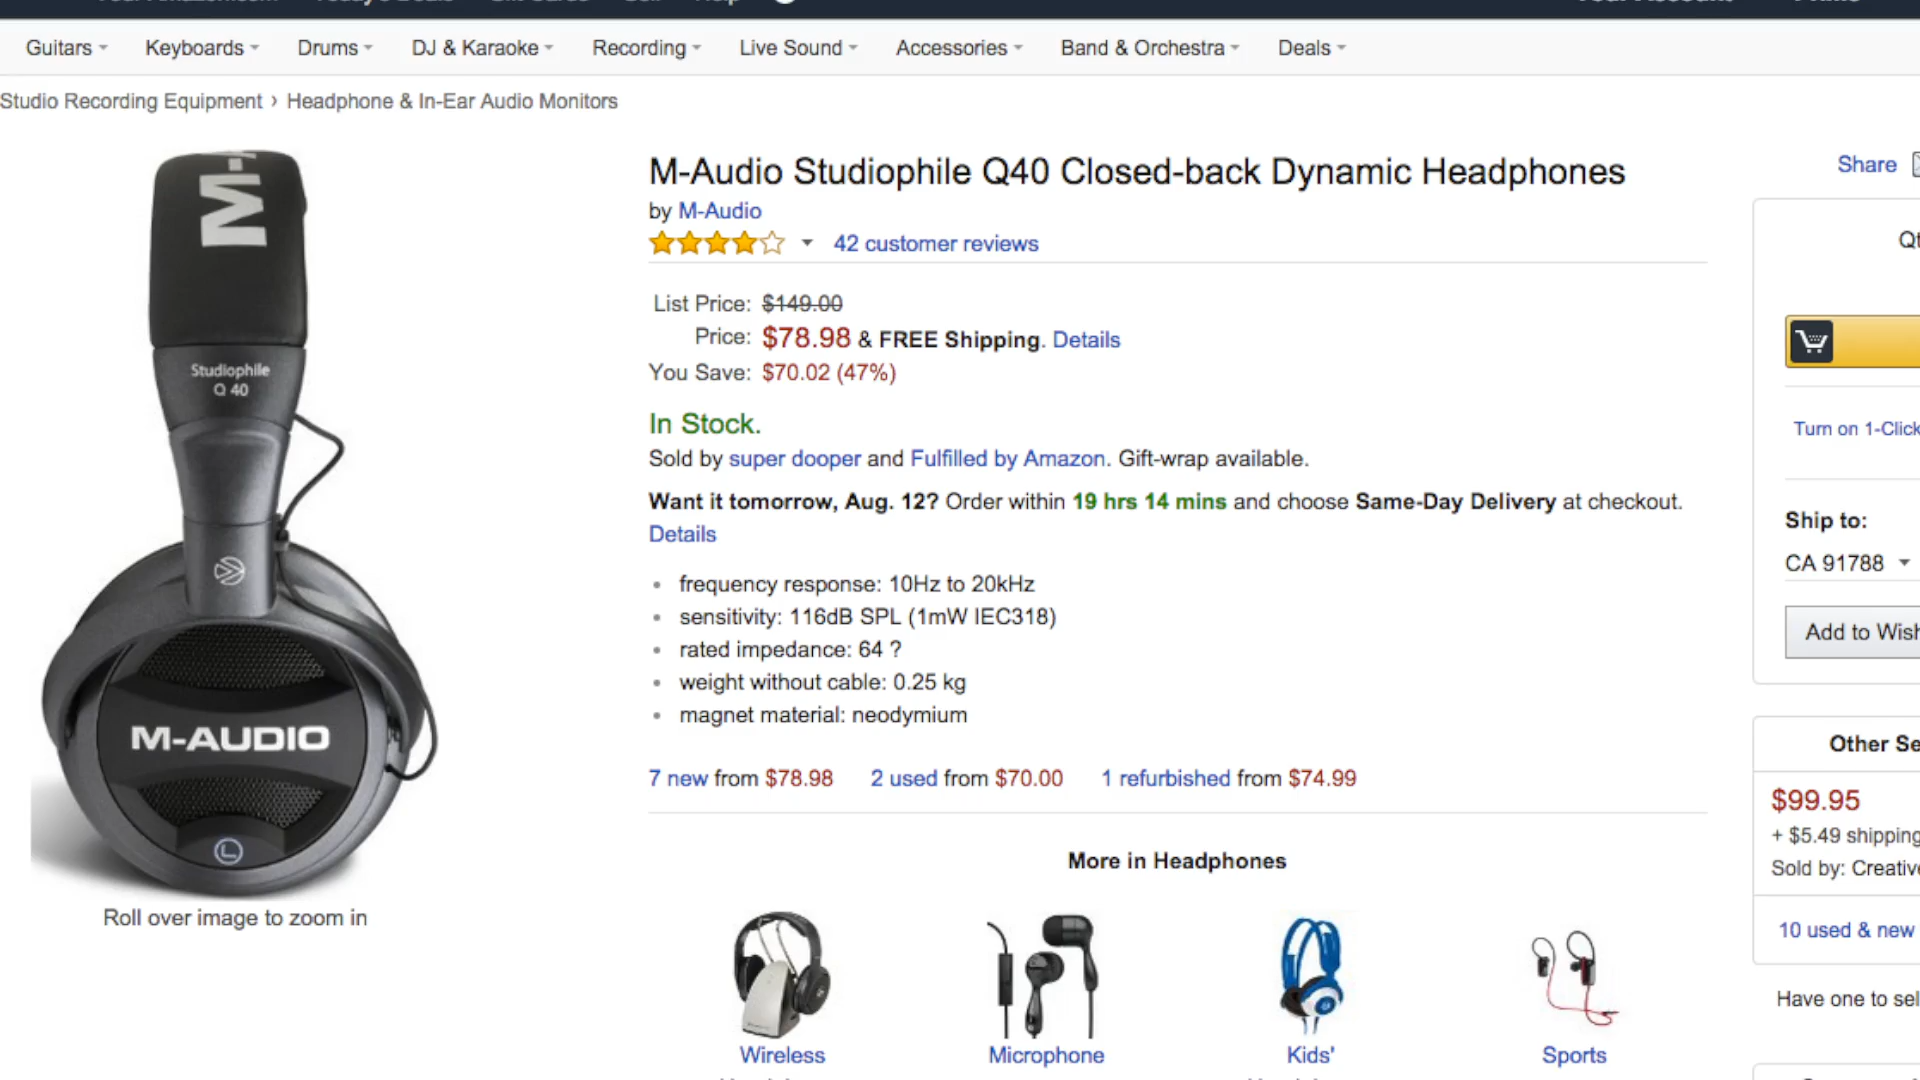 Guitars Keyboards Drums DJ & Karaoke Recording Live Sound Accessories Band & Orchestra Deals
Studio Recording Equipment › Headphone & In-Ear Audio Monitors
M-Audio Studiophile Q40 Closed-back Dynamic Headphones
Share
by M-Audio
42 customer reviews
List Price: $149.00
Price: $78.98 & FREE Shipping. Details
You Save: $70.02 (47%)
In Stock.
Sold by super dooper and Fulfilled by Amazon. Gift-wrap available.
Want it tomorrow, Aug. 12? Order within 19 hrs 14 mins and choose Same-Day Delivery at checkout.
Details
• frequency response: 10Hz to 20kHz
• sensitivity: 116dB SPL (1mW IEC318)
• rated impedance: 64 ?
• weight without cable: 0.25 kg
• magnet material: neodymium
7 new from $78.98 2 used from $70.00 1 refurbished from $74.99
More in Headphones
Wireless Microphone Kids' Sports
Studiophile
Q 40
M-AUDIO
L
Roll over image to zoom in
Turn on 1-Click
Ship to:
CA 91788
Add to Wish
Other Se
$99.95
+ $5.49 shipping
Sold by: Creative
10 used & new
Have one to sel